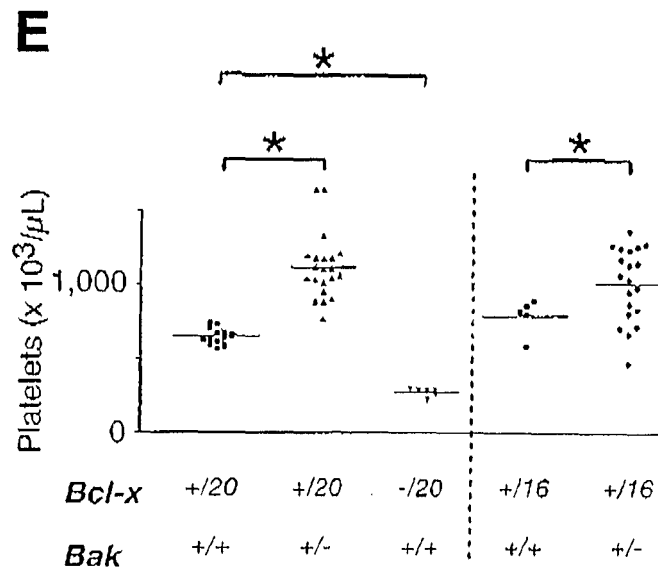 E
*
* *
Platelets (x 10³/µL)
1,000
0
Bcl-x +/20 +/20 -/20 +/16 +/16
Bak +/+ +/- +/+ +/+ +/-